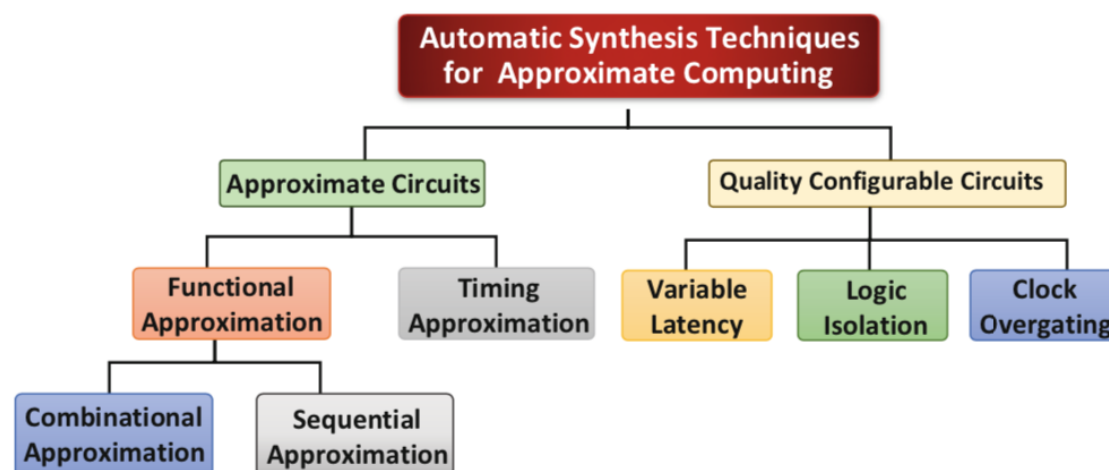 Automatic Synthesis Techniques
for Approximate Computing
Approximate Circuits
Quality Configurable Circuits
Functional
Approximation
Timing
Approximation
Variable
Latency
Logic
Isolation
Clock
Overgating
Combinational
Approximation
Sequential
Approximation